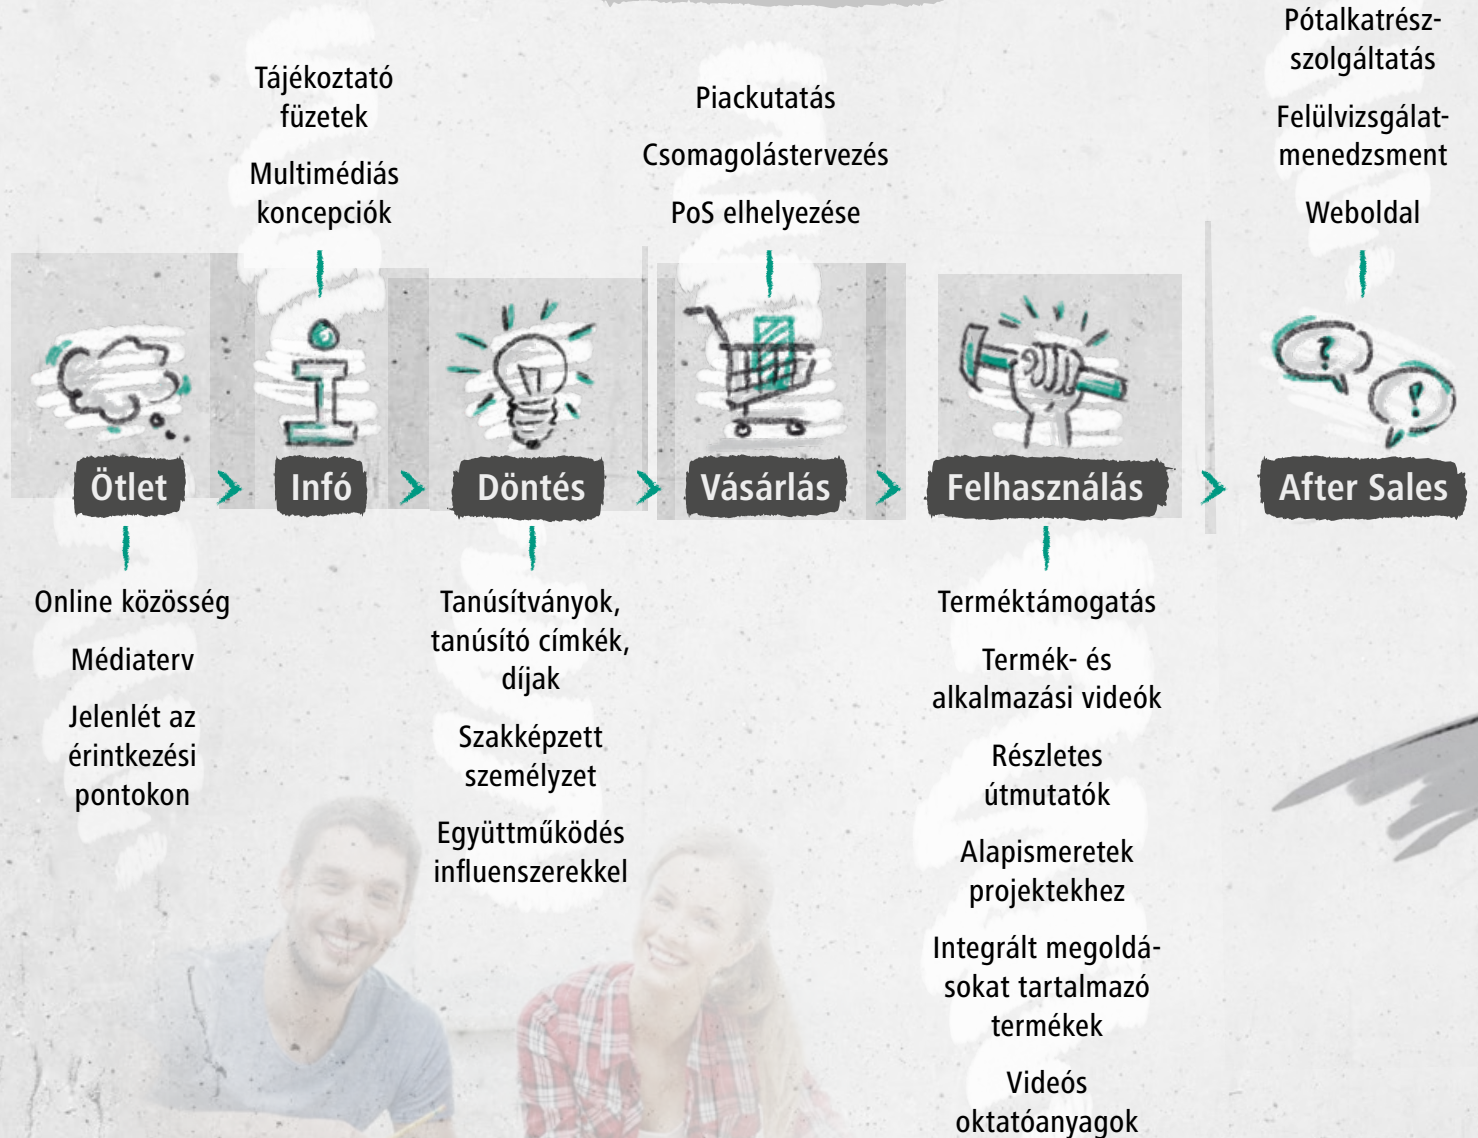 Pótalkatrész-
szolgáltatás
Felülvizsgálat-
menedzsment
Weboldal
Tájékoztató
füzetek
Multimédiás
koncepciók
Piackutatás
Csomagolástervezés
PoS elhelyezése
Ötlet
Infó
Döntés
Vásárlás
Felhasználás
After Sales
Online közösség
Médiaterv
Jelenlét az
érintkezési
pontokon
Tanúsítványok,
tanúsító címkék,
díjak
Szakképzett
személyzet
Együttműködés
influenszerekkel
Terméktámogatás
Termék- és
alkalmazási videók
Részletes
útmutatók
Alapismeretek
projektekhez
Integrált megoldá-
sokat tartalmazó
termékek
Videós
oktatóanyagok